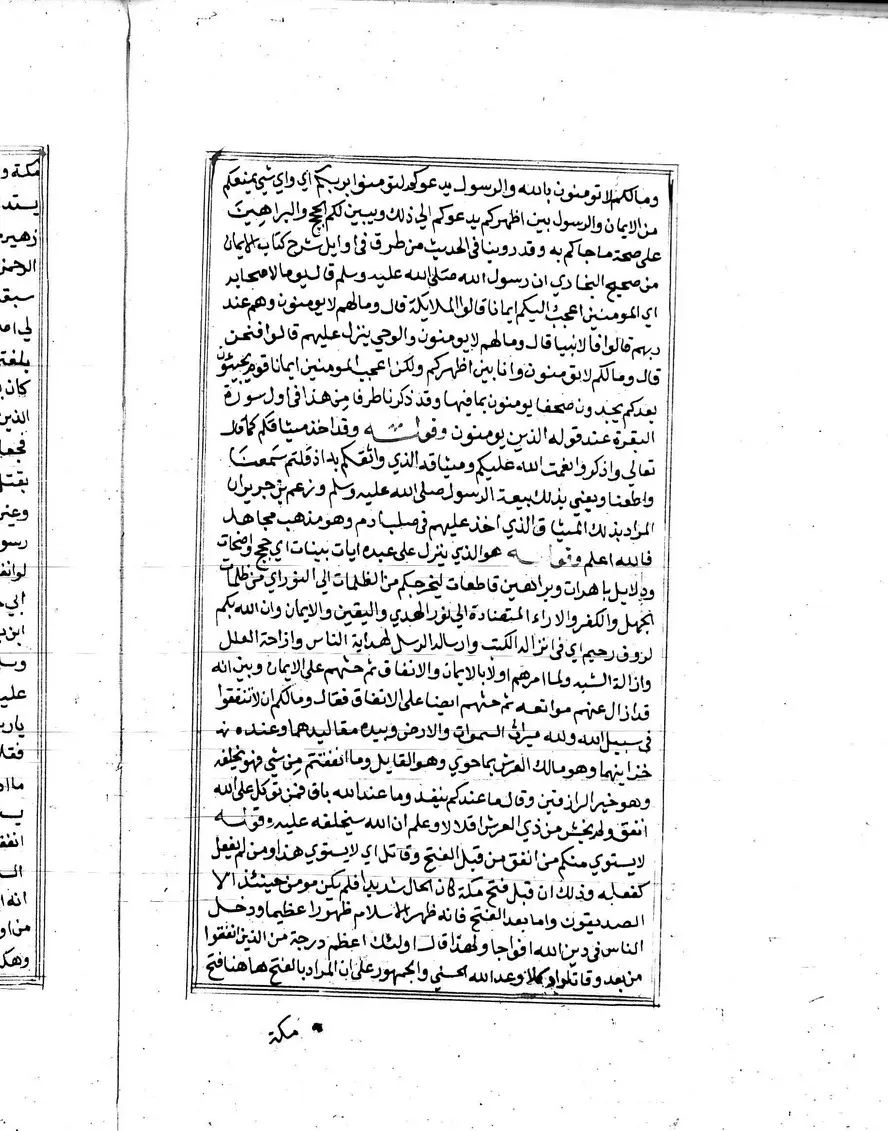 وما لكم لا تومنون بالله والرسول يدعوكم لتومنوا بربكم اي واي شي يمنعكم
من الايمان والرسول بين اظهركم يدعوكم الي ذلك ويبين لكم الحجج والبراهين
على صحة ما جاكم به وقد روينا في الحديث من طرق في اوايل شرح كتاب الايمان
من صحيح البخاري ان رسول الله صلى الله عليه وسلم قال يوما لاصحابه
اي المومنين اعجب اليكم ايمانا قالوا الملايكة قال وما لهم لا يومنون وهم عند
ربهم قالوا فالانبيا قال وما لهم لا يومنون والوحي ينزل عليهم قالوا فنحن
قال وما لكم لا تومنون وانا بين اظهركم ولكن اعجب المومنين ايمانا قوم يجيئون
بعدكم يجدون صحفا يومنون بما فيها وقد ذكرنا طرفا من هذا في اول سورة
البقرة عند قوله الذين يومنون وقوله وقد اخذ ميثاقكم كما قال
تعالي واذكروا نعمت الله عليكم وميثاقه الذي واثقكم به اذ قلتم سمعنا
واطعنا ويعني بذلك بيعة الرسول صلى الله عليه وسلم وزعم بن جرير ان
المراد بذلك الميثاق الذي اخذ عليهم في صلب ادم وهو مذهب مجاهد
فالله اعلم وقوله هو الذي ينزل على عبده ايات بينات اي حجج واضحات
ودلايل باهرات وبراهين قاطعات ليخرجكم من الظلمات الي النور اي من ظلمات
الجهل والكفر والاراء المتضادة الي نور الهدي واليقين والايمان وان الله بكم
لرؤف رحيم اي في انزاله الكتب وارساله الرسل لهداية الناس وازاحة العلل
وازالة الشبه ولما امرهم اولا بالايمان والانفاق ثم حثهم على الايمان وبين انه
قد ازال عنهم موانعه ثم حثهم ايضا على الانفاق فقال وما لكم ان لا تنفقوا
في سبيل الله ولله ميراث السموات والارض وبيده مقاليدهما وعنده
خزاينهما وهو مالك العرش بما حوي وهو القايل وما انفقتم من شي فهو يخلفه
وهو خير الرازقين وقال ما عندكم ينفد وما عند الله باق فمن توكل على الله
انفق ولم يخش من ذي العرش اقلالا وعلم ان الله سيخلفه عليه وقوله
لا يستوي منكم من انفق من قبل الفتح وقاتل اي لا يستوي هذا ومن لم يفعل
كفعله وذلك ان قبل فتح مكة كان الحال شديدا فلم يكن مومن حينئذ الا
الصديقون واما بعد الفتح فانه ظهر الاسلام ظهورا عظيما ودخل
الناس في دين الله افواجا ولهذا قال اولئك اعظم درجة من الذين انفقوا
من بعد وقاتلوا وكلا وعد الله الحسني والجمهور على ان المراد بالفتح هاهنا فتح
مكة